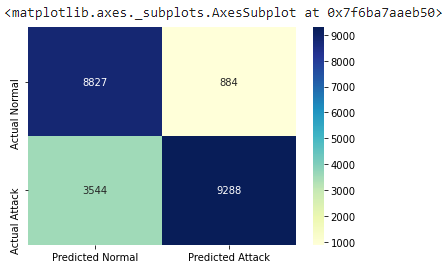 <matplotlib.axes._subplots.AxesSubplot at 0x7f6ba7aaeb50>
Actual Normal
8827 884
Actual Attack
3544 9288
Predicted Normal Predicted Attack
9000
8000
7000
6000
5000
4000
3000
2000
1000